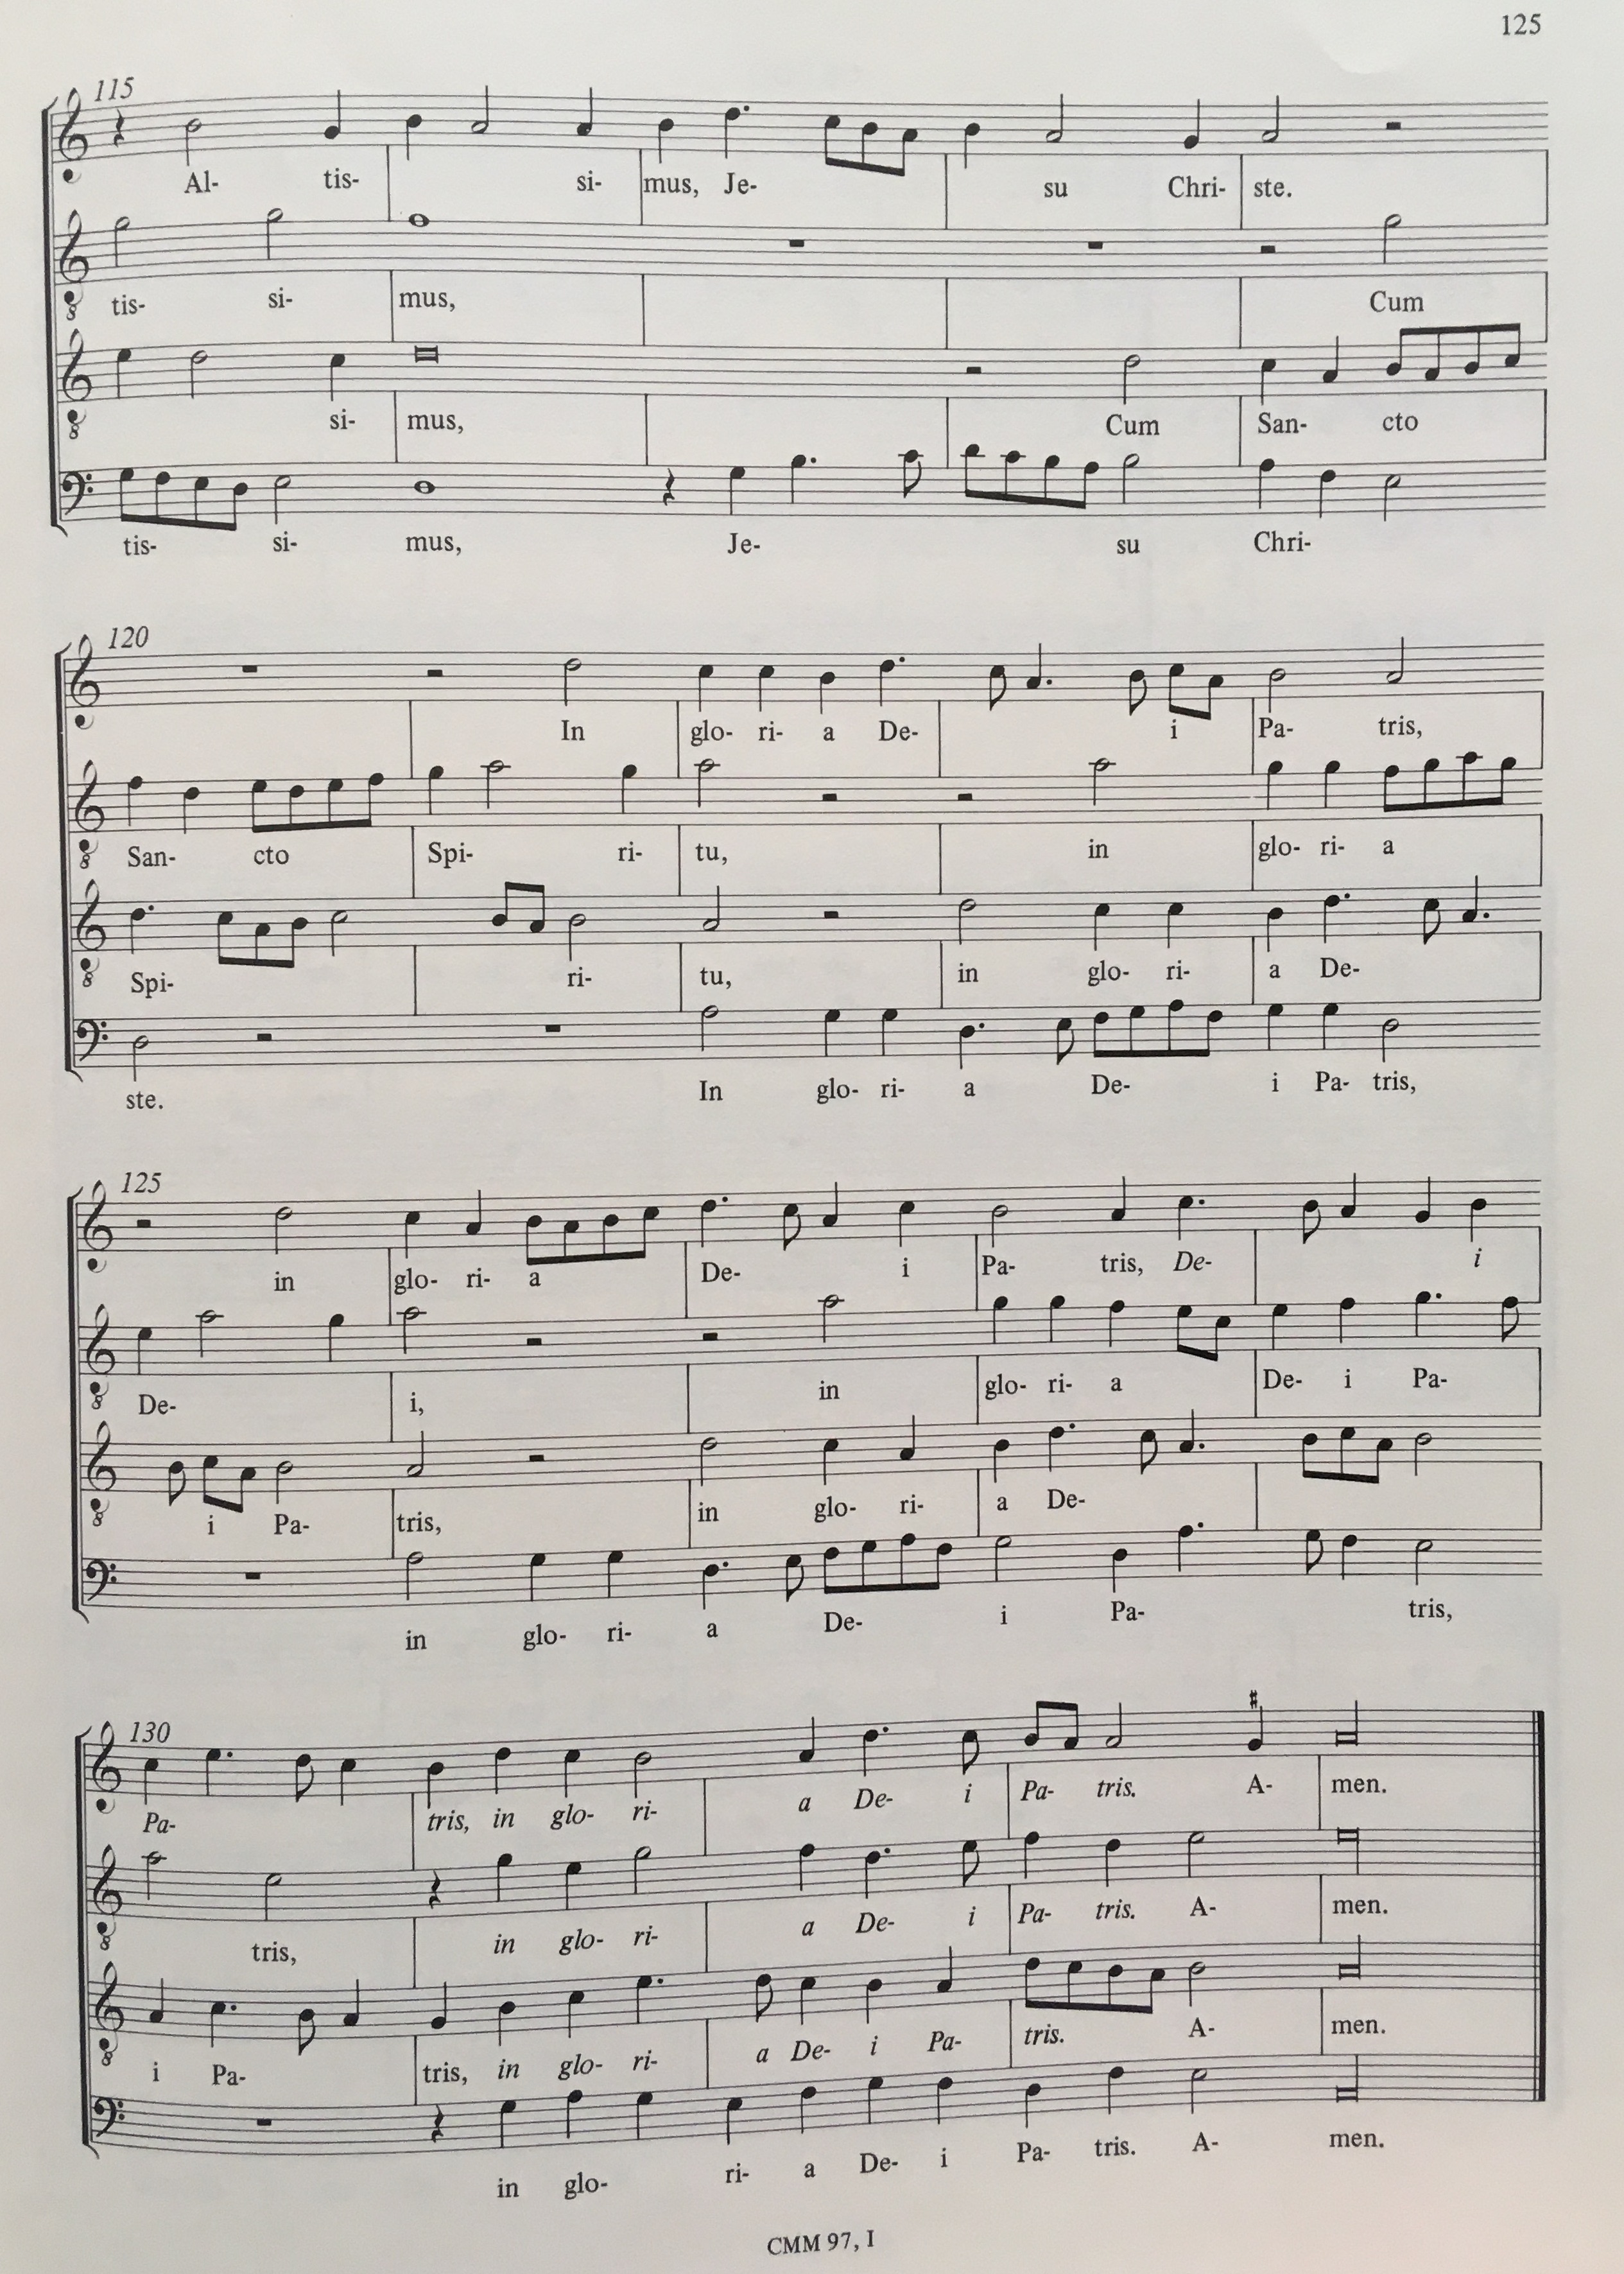 125
115
Al- tis- si- mus, Je- su Chri- ste.
tis- si- mus, Cum
si- mus, Cum San- cto
tis- si- mus, Je- su Chri-
120
In glo- ri- a De- i Pa- tris,
San- cto Spi- ri- tu, in glo- ri- a
Spi- ri- tu, in glo- ri- a De-
ste. In glo- ri- a De- i Pa- tris,
125
in glo- ri- a De- i Pa- tris, De- i
De- i, in glo- ri- a De- i Pa-
i Pa- tris, in glo- ri- a De-
in glo- ri- a De- i Pa- tris,
130
Pa- tris, in glo- ri- a De- i Pa- tris. A- men.
tris, in glo- ri- a De- i Pa- tris. A- men.
i Pa- tris, in glo- ri- a De- i Pa- tris. A- men.
in glo- ri- a De- i Pa- tris. A- men.
CMM 97, I